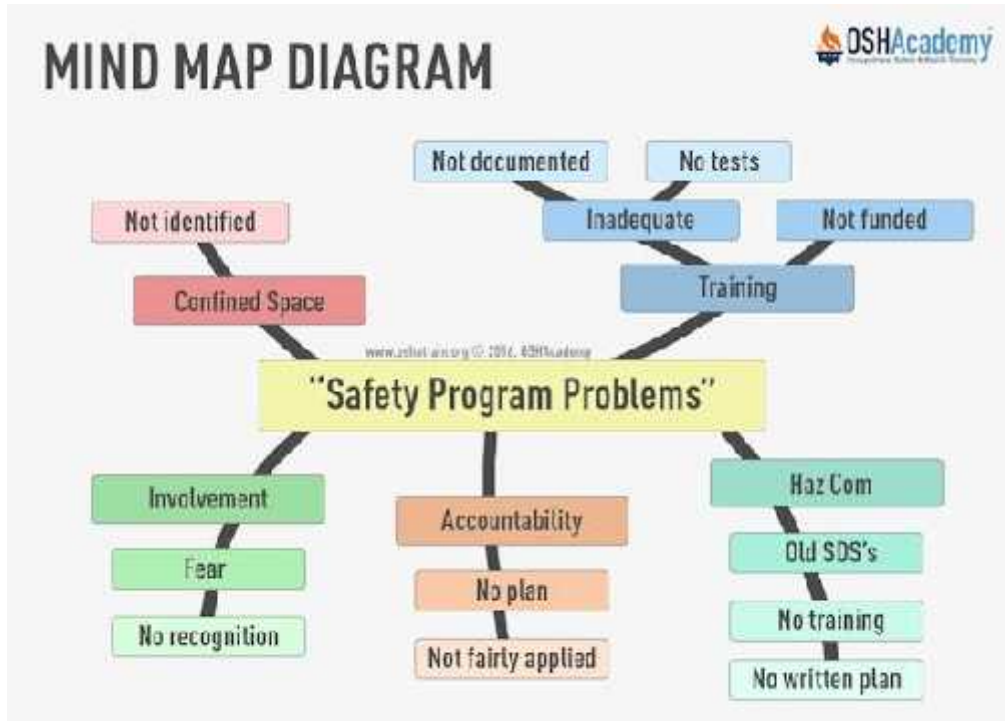 MIND MAP DIAGRAM
OSHAcademy
Not documented
No tests
Not identified
Inadequate
Not funded
Confined Space
Training
"Safety Program Problems"
Involvement
Accountability
Haz Com
Fear
No plan
Old SDS's
No recognition
Not fairly applied
No training
No written plan